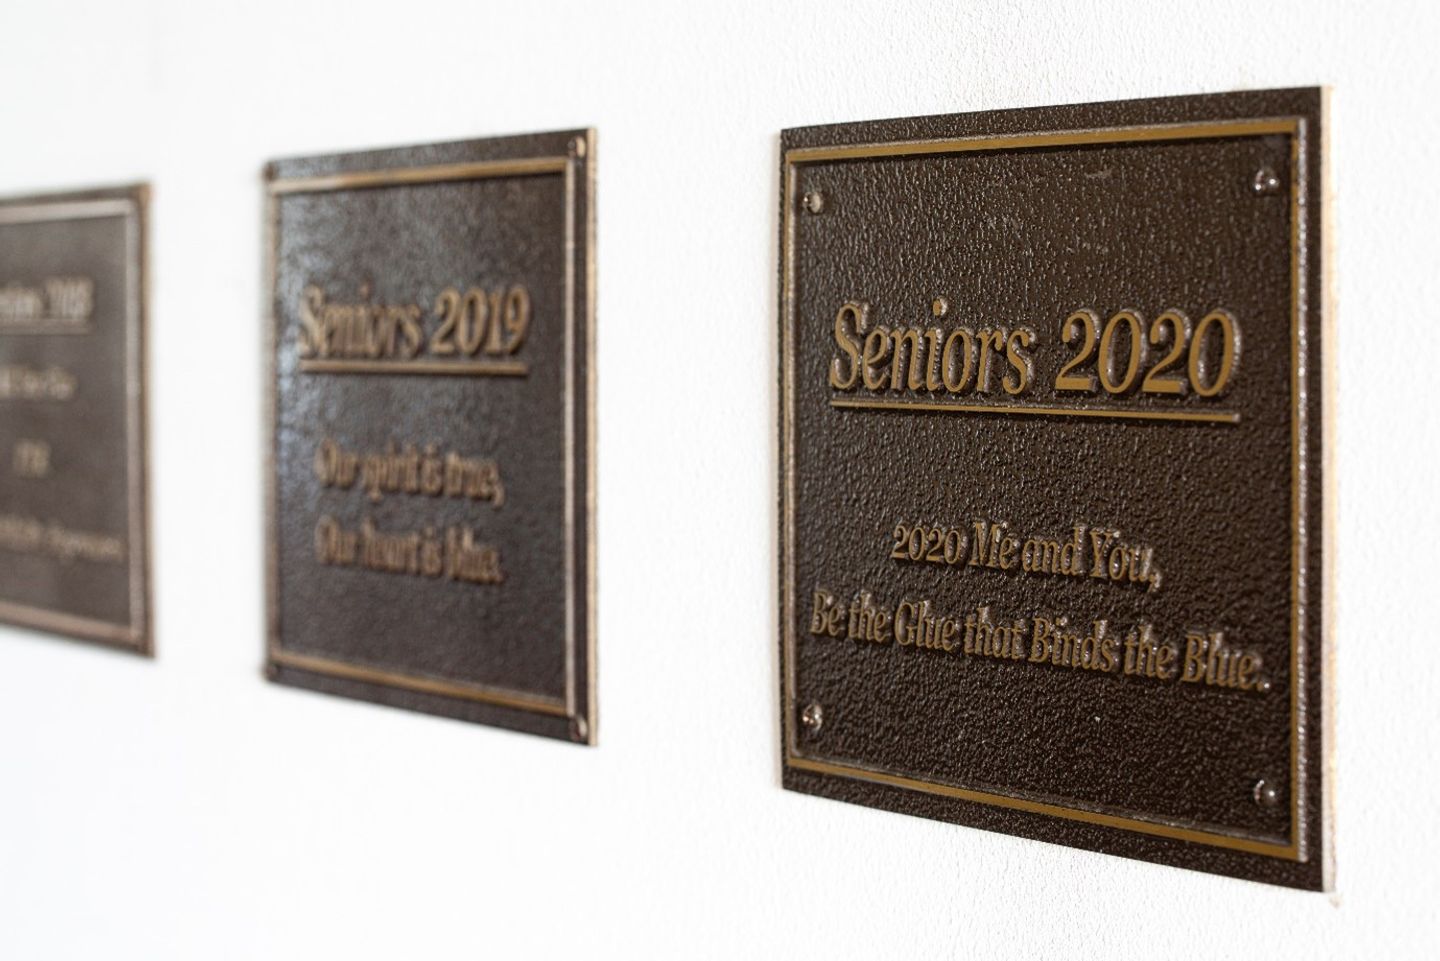 Seniors 2019
Our spirit is true,
Our heart is blue.
Seniors 2020
2020 Me and You,
Be the Glue that Binds the Blue.